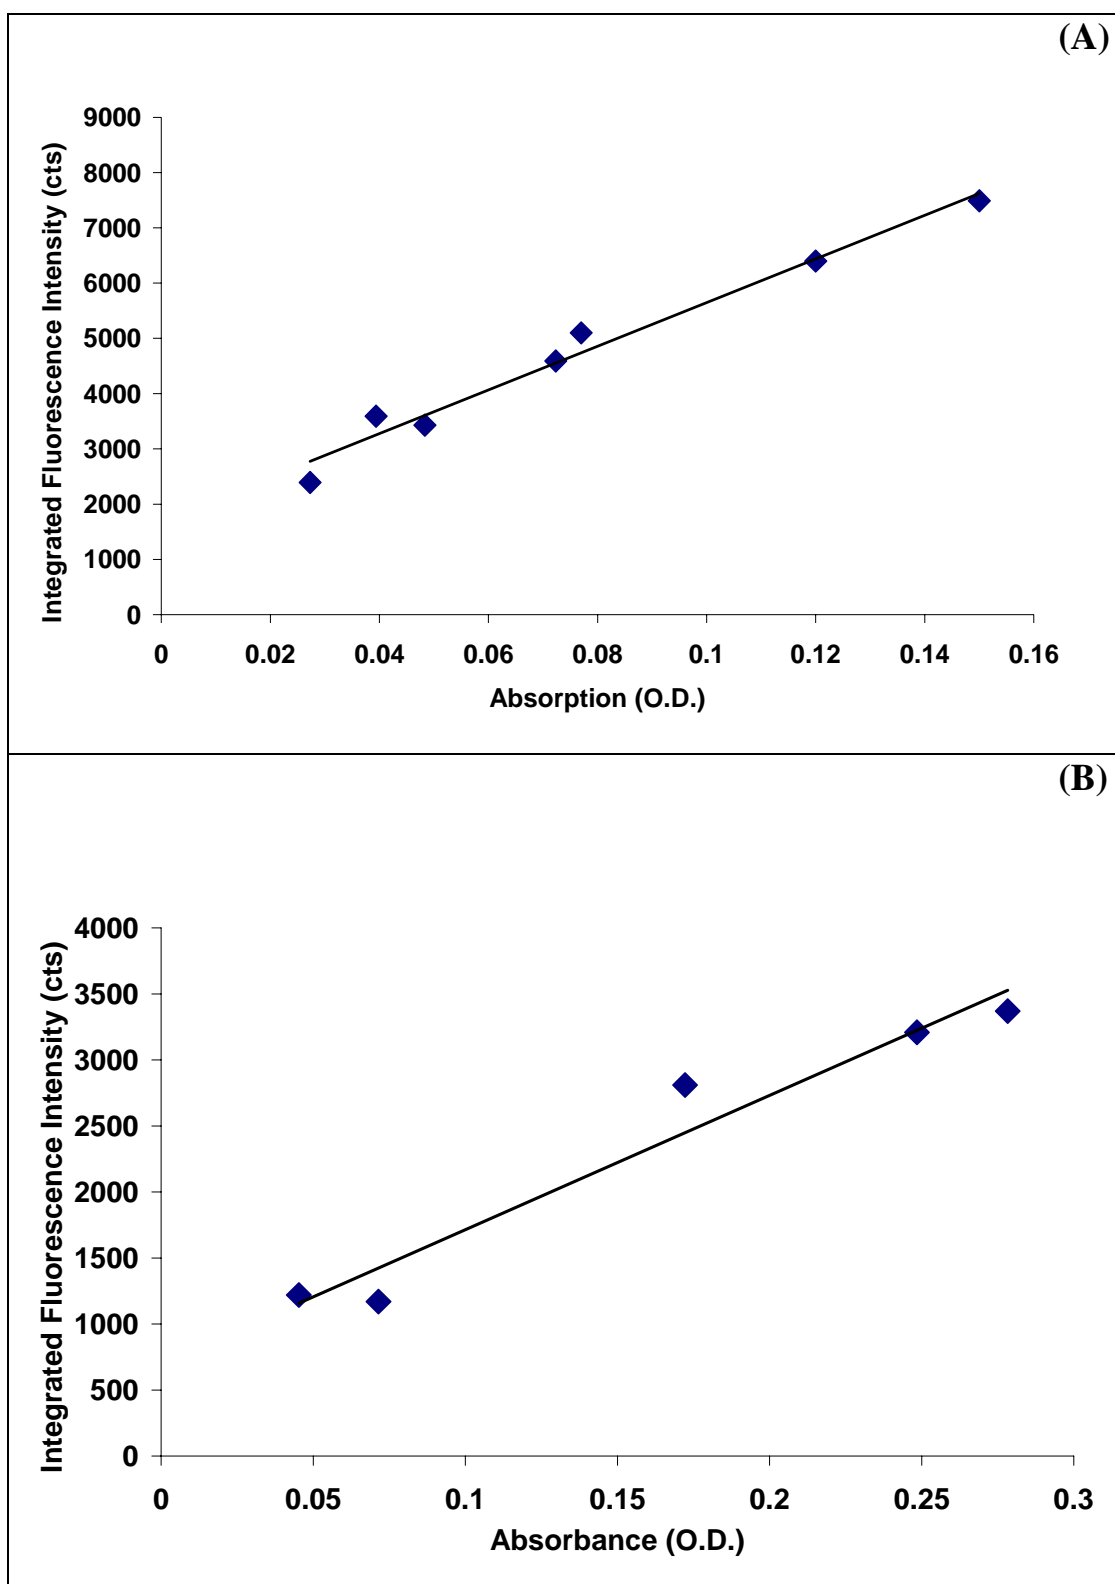 (A)
Integrated Fluorescence Intensity (cts)
9000
8000
7000
6000
5000
4000
3000
2000
1000
0
0 0.02 0.04 0.06 0.08 0.1 0.12 0.14 0.16
Absorption (O.D.)
(B)
Integrated Fluorescence Intensity (cts)
4000
3500
3000
2500
2000
1500
1000
500
0
0 0.05 0.1 0.15 0.2 0.25 0.3
Absorbance (O.D.)